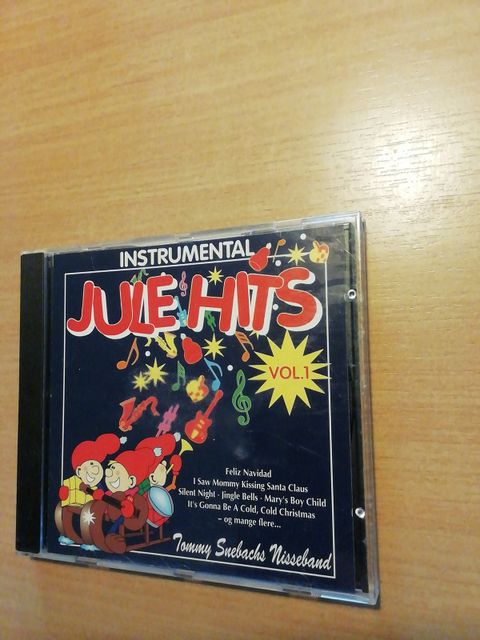 INSTRUMENTAL
JULE HITS
VOL.1
Feliz Navidad
I Saw Mommy Kissing Santa Claus
Silent Night · Jingle Bells · Mary's Boy Child
It's Gonna Be A Cold, Cold Christmas
– og mange flere...
Tommy Snebachs Nisseband